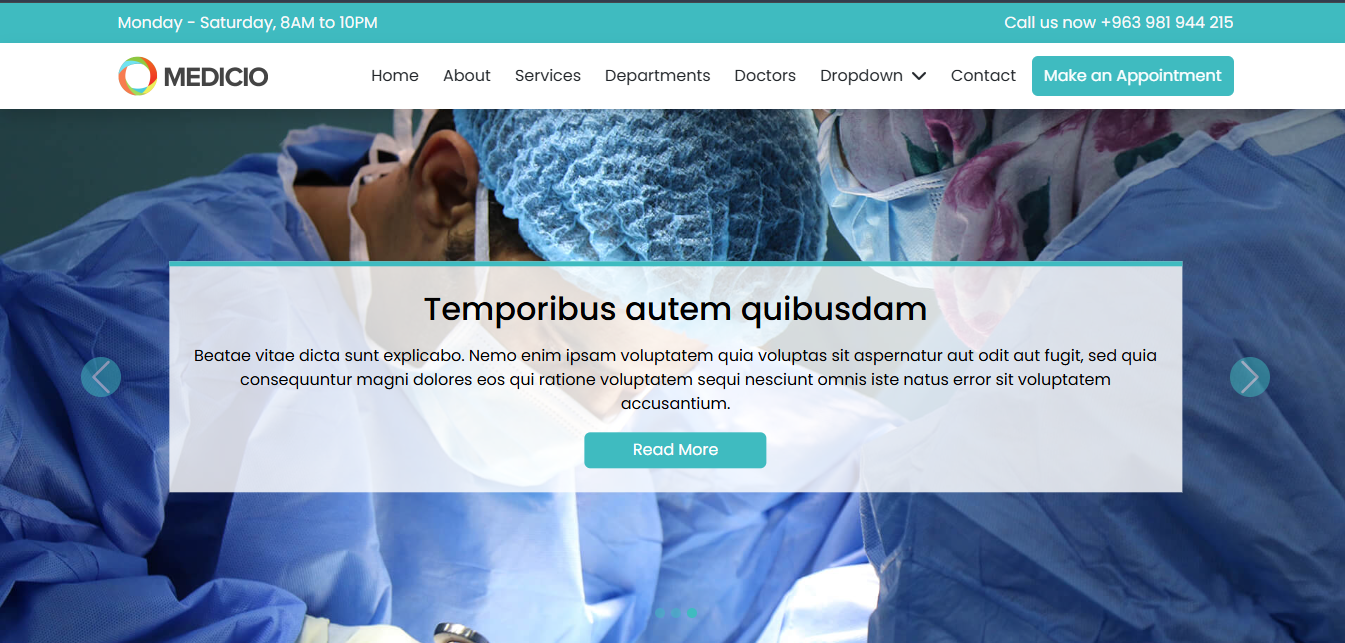 Monday - Saturday, 8AM to 10PM
Call us now +963 981 944 215
MEDICIO
Home
About
Services
Departments
Doctors
Dropdown
Contact
Make an Appointment
Temporibus autem quibusdam
Beatae vitae dicta sunt explicabo. Nemo enim ipsam voluptatem quia voluptas sit aspernatur aut odit aut fugit, sed quia
consequuntur magni dolores eos qui ratione voluptatem sequi nesciunt omnis iste natus error sit voluptatem
accusantium.
Read More